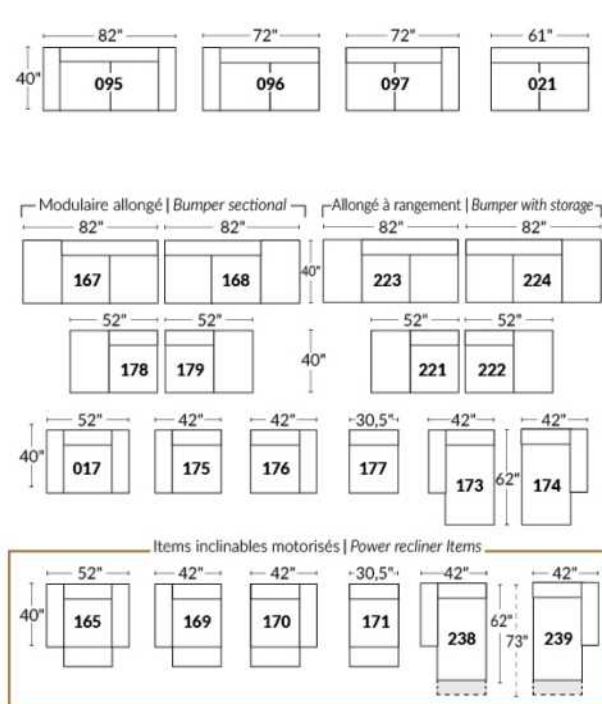 82" 72" 72" 61"
40" 095 096 097 021
Modulaire allongé | Bumper sectional Allongé à rangement | Bumper with storage
82" 82" 82" 82"
167 168 40" 223 224
52" 52" 52" 52"
178 179 40" 221 222
52" 42" 42" 30,5" 42" 42"
40" 017 175 176 177 173 62" 174
Items inclinables motorisés | Power recliner Items
52" 42" 42" 30,5" 42" 42"
40" 165 169 170 171 238 62" 73" 239